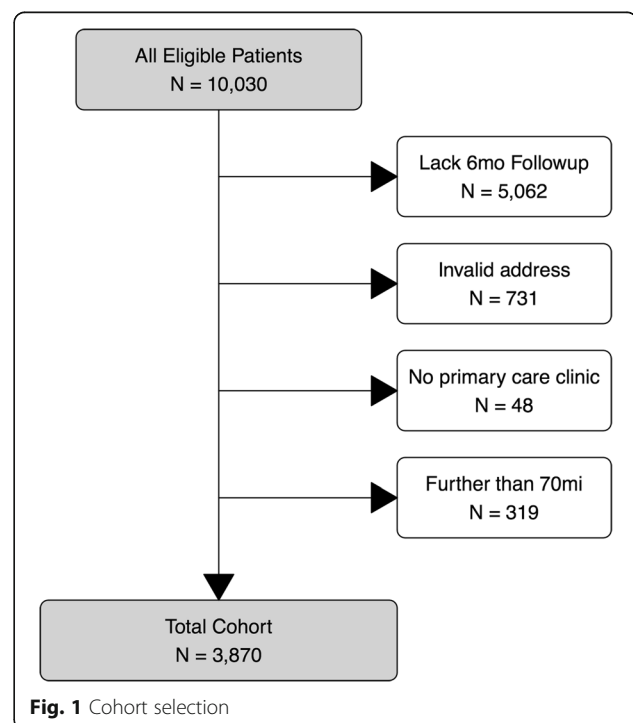 All Eligible Patients
N = 10,030
Lack 6mo Followup
N = 5,062
Invalid address
N = 731
No primary care clinic
N = 48
Further than 70mi
N = 319
Total Cohort
N = 3,870
Fig. 1 Cohort selection